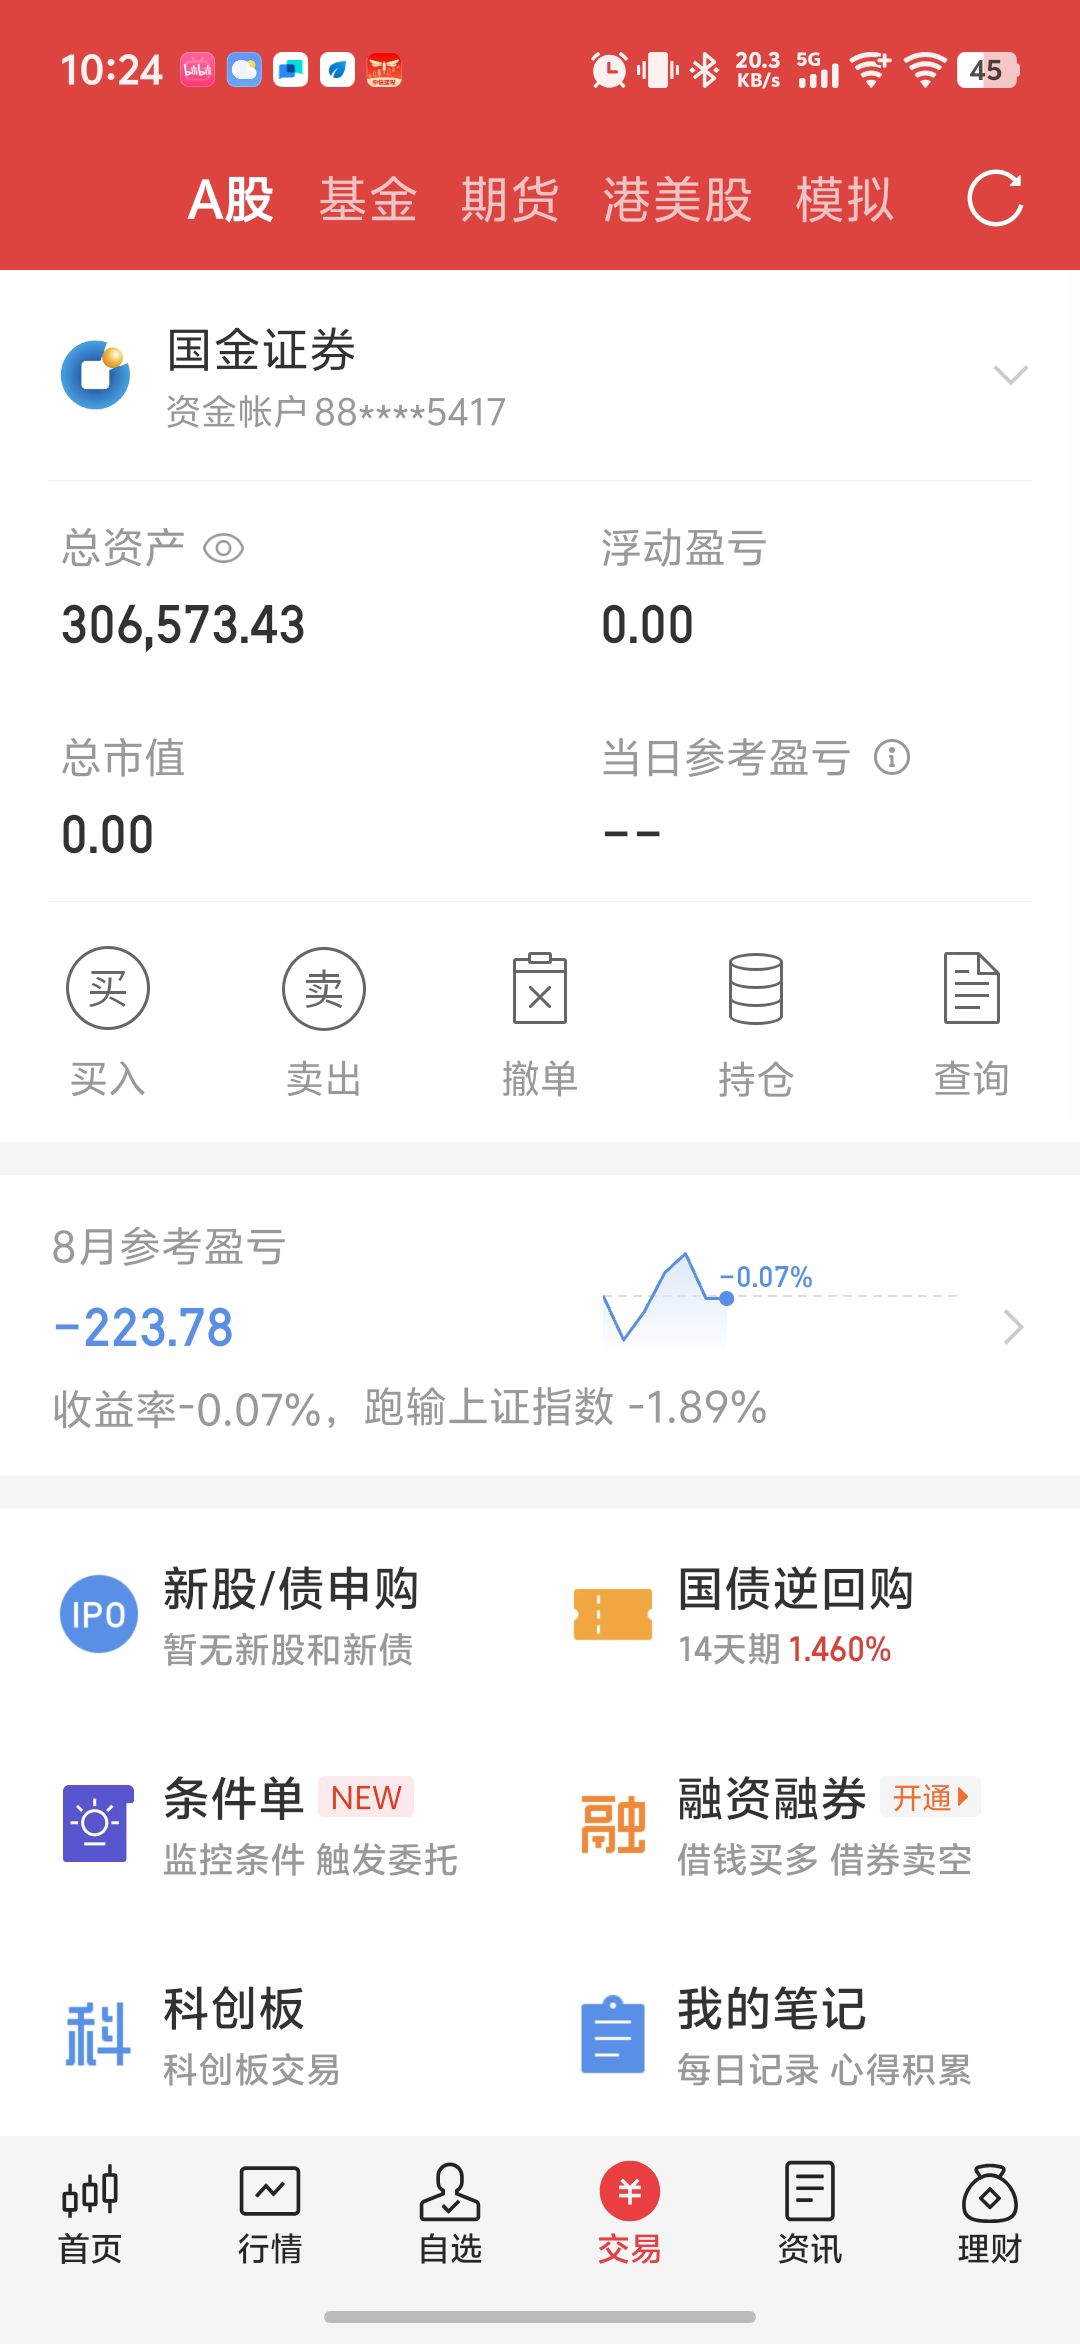 10:24
20.3 KB/s 5G 45
A股 基金 期货 港美股 模拟
国金证券
资金帐户88****5417
总资产 浮动盈亏
306,573.43 0.00
总市值 当日参考盈亏
0.00 --
买 卖
买入 卖出 撤单 持仓 查询
8月参考盈亏
-0.07%
-223.78
收益率-0.07%，跑输上证指数 -1.89%
IPO 新股/债申购 国债逆回购
暂无新股和新债 14天期 1.460%
条件单 NEW 融 融资融券 开通
监控条件 触发委托 借钱买多 借券卖空
科 科创板 我的笔记
科创板交易 每日记录 心得积累
首页 行情 自选 交易 资讯 理财